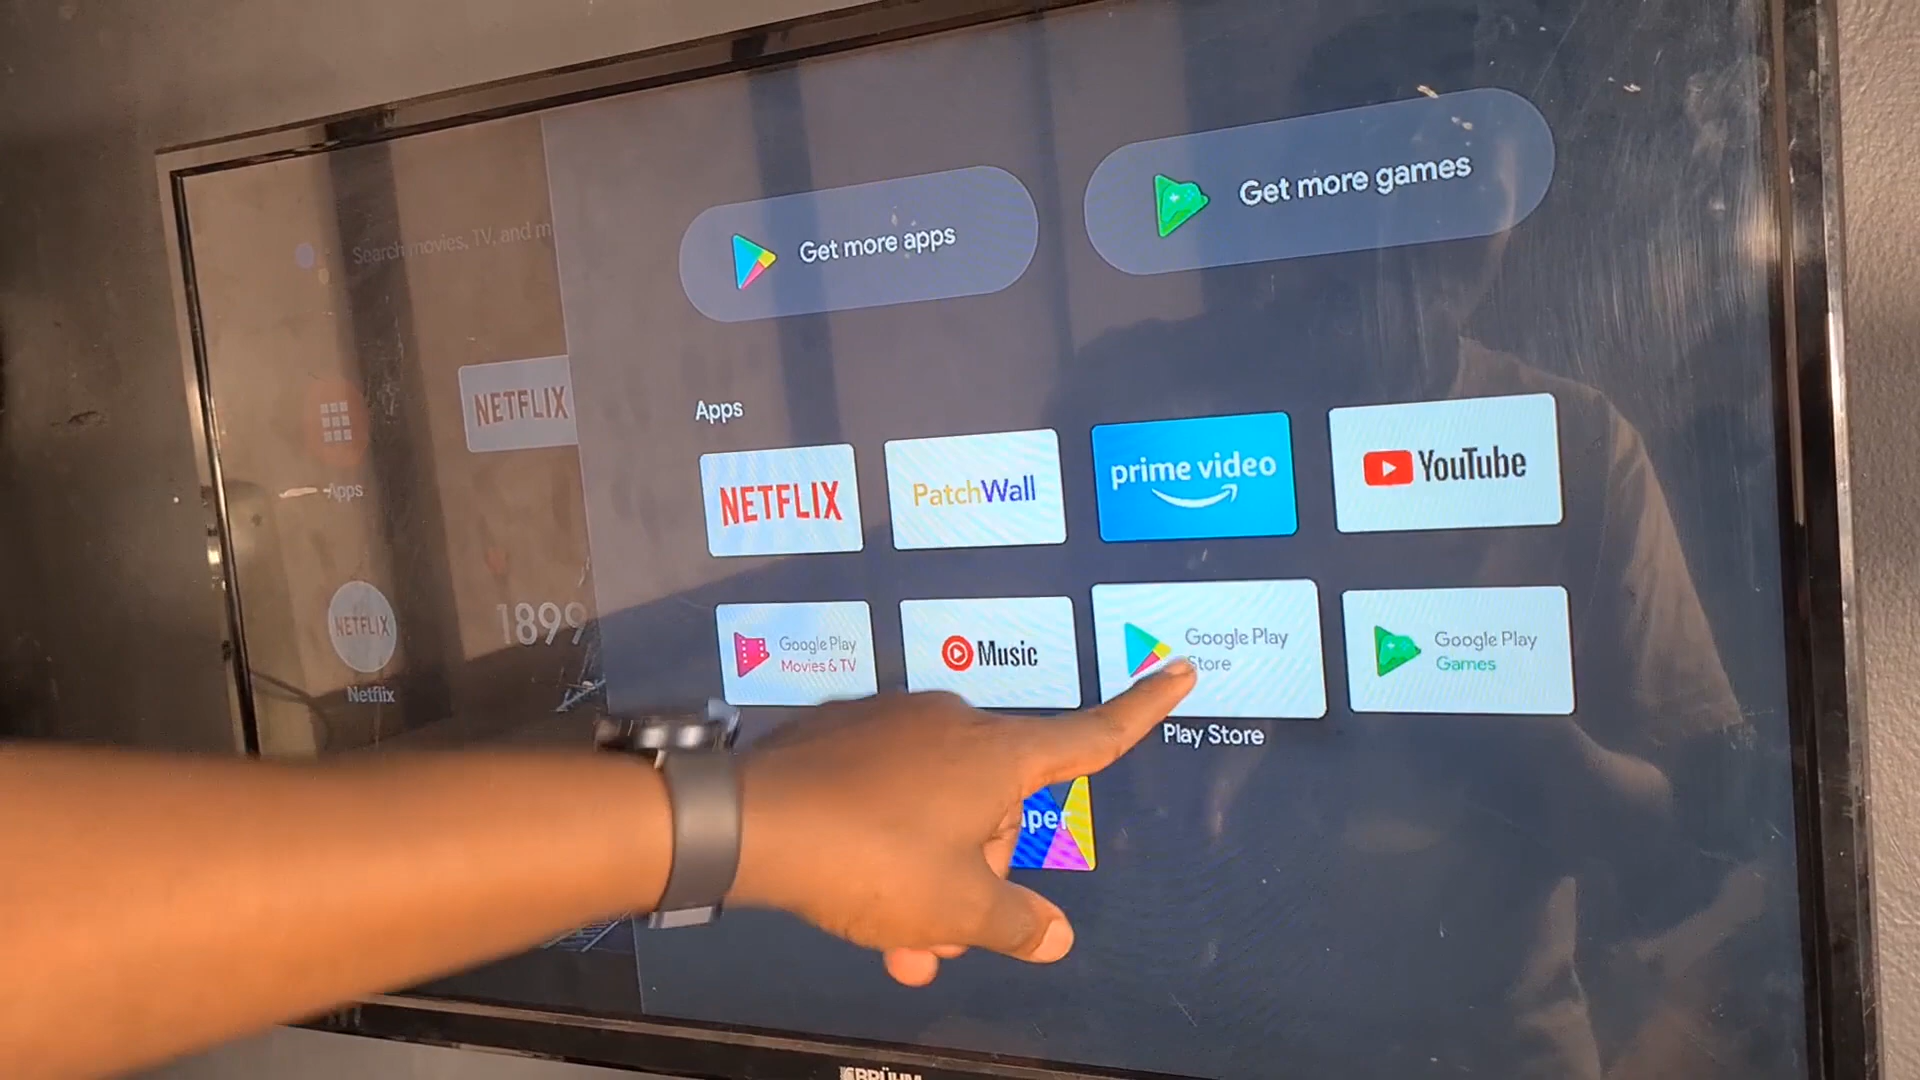 Search movies, TV, and m
Get more apps
Get more games
NETFLIX
Apps
NETFLIX
PatchWall
prime video
YouTube
Apps
NETFLIX
Netflix
1899
Google Play
Movies & TV
Music
Google Play
Store
Google Play
Games
Play Store